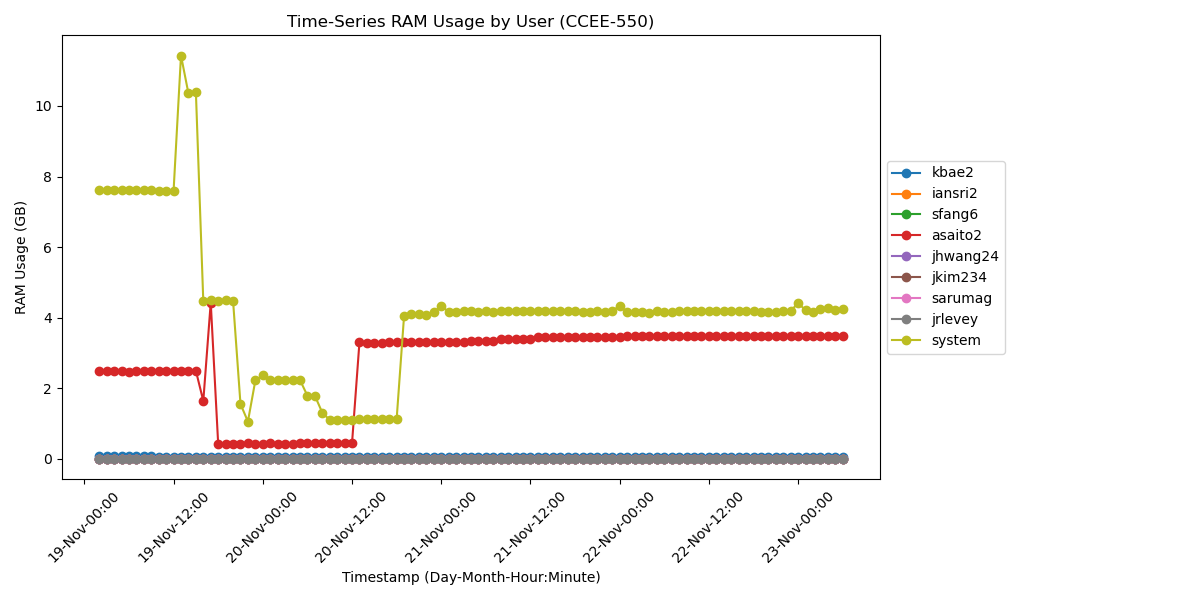 Time-Series RAM Usage by User (CCEE-550)
RAM Usage (GB)
10
8
6
4
2
0
19-Nov-00:00
19-Nov-12:00
20-Nov-00:00
20-Nov-12:00
21-Nov-00:00
21-Nov-12:00
22-Nov-00:00
22-Nov-12:00
23-Nov-00:00
Timestamp (Day-Month-Hour:Minute)
kbae2
iansri2
sfang6
asaito2
jhwang24
jkim234
sarumag
jrlevey
system